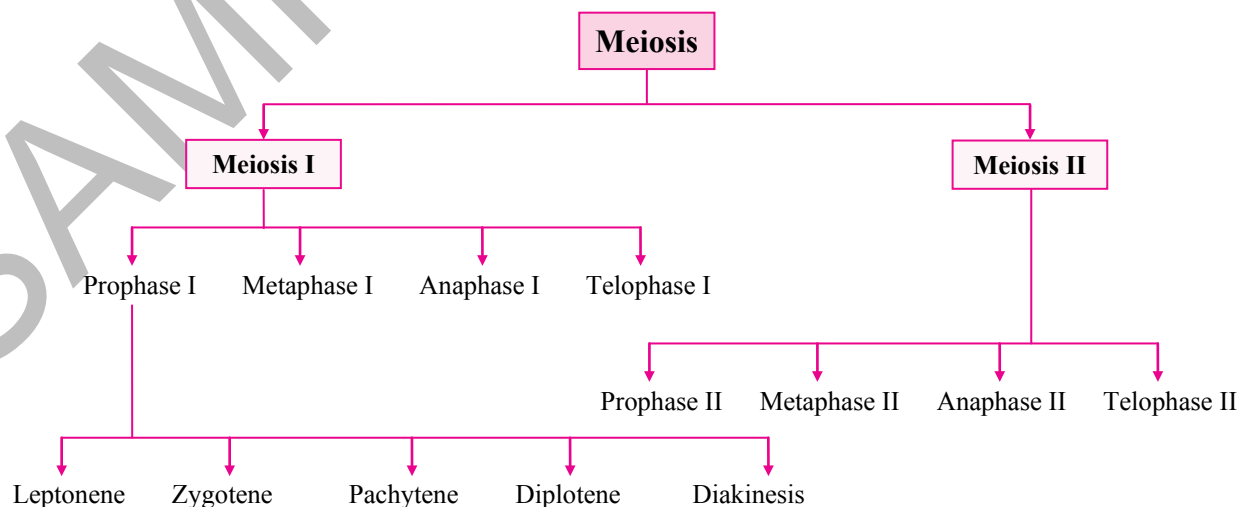 Meiosis
Meiosis I Meiosis II
Prophase I Metaphase I Anaphase I Telophase I
Prophase II Metaphase II Anaphase II Telophase II
Leptonene Zygotene Pachytene Diplotene Diakinesis